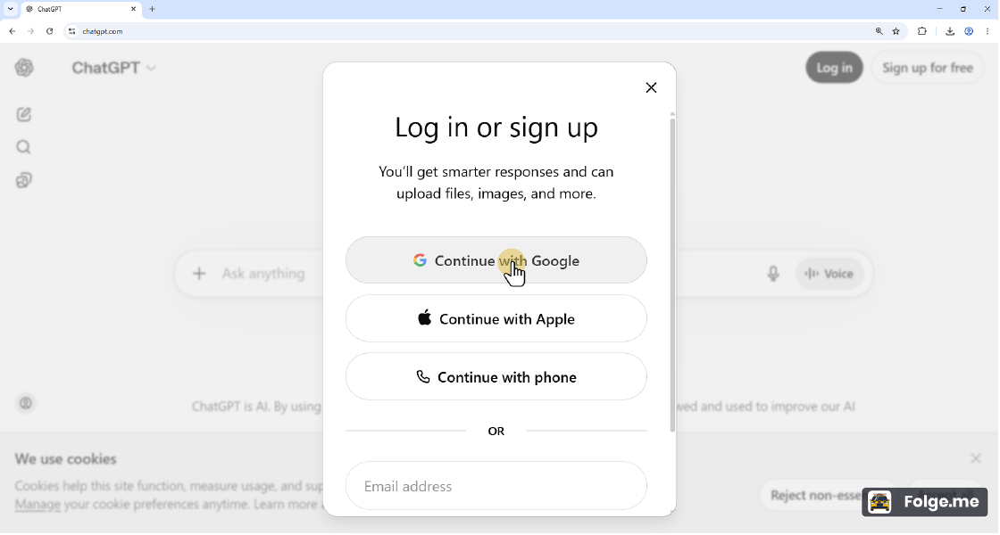 ChatGPT
chatgpt.com
ChatGPT
Log in
Sign up for free
Log in or sign up
You'll get smarter responses and can
upload files, images, and more.
Continue with Google
Ask anything
Voice
Continue with Apple
Continue with phone
ChatGPT is AI. By using
wed and used to improve our AI
OR
We use cookies
Email address
Cookies help this site function, measure usage, and sup
Manage your cookie preferences anytime. Learn more
Reject non-esse
Folge.me